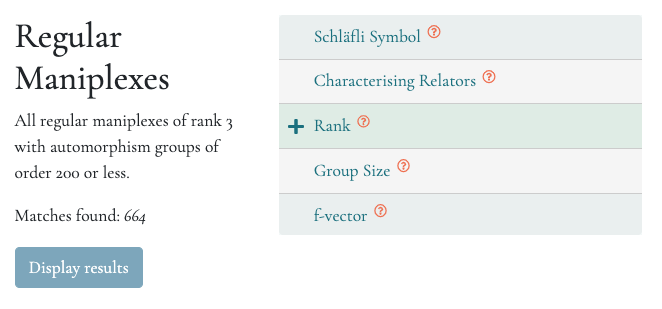 Regular
Maniplexes
All regular maniplexes of rank 3
with automorphism groups of
order 200 or less.
Matches found: 664
Display results
Schläfli Symbol ?
Characterising Relators ?
+ Rank ?
Group Size ?
f-vector ?